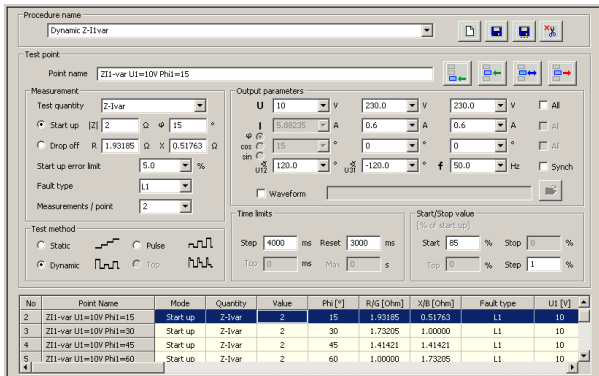 Procedure name
Dynamic Z-I1var
Test point
Point name ZI1-var U1=10V Phi1=15
Measurement
Test quantity Z-Ivar
Start up |Z| 2 Ω φ 15 °
Drop off R 1.93185 Ω X 0.51763 Ω
Start up error limit 5.0 %
Fault type L1
Measurements / point 2
Output parameters
U 10 V 230.0 V 230.0 V All
I 5.88235 A 0.6 A 0.6 A All
φ
cos 15 ° 0 ° 0 ° All
sin
U12 120.0 ° U31 -120.0 ° f 50.0 Hz Synch
Waveform
Test method
Static Pulse
Dynamic Top
Time limits
Step 4000 ms Reset 3000 ms
Top 0 ms Max 0 s
Start/Stop value
[% of start up]
Start 85 % Stop 0 %
Top 0 % Step 1 %
No Point Name Mode Quantity Value Phi [°] R/G [Ohm] X/B [Ohm] Fault type U1 [V]
2 ZI1-var U1=10V Phi1=15 Start up Z-Ivar 2 15 1.93185 0.51763 L1 10
3 ZI1-var U1=10V Phi1=30 Start up Z-Ivar 2 30 1.73205 1.00000 L1 10
4 ZI1-var U1=10V Phi1=45 Start up Z-Ivar 2 45 1.41421 1.41421 L1 10
5 ZI1-var U1=10V Phi1=60 Start up Z-Ivar 2 60 1.00000 1.73205 L1 10